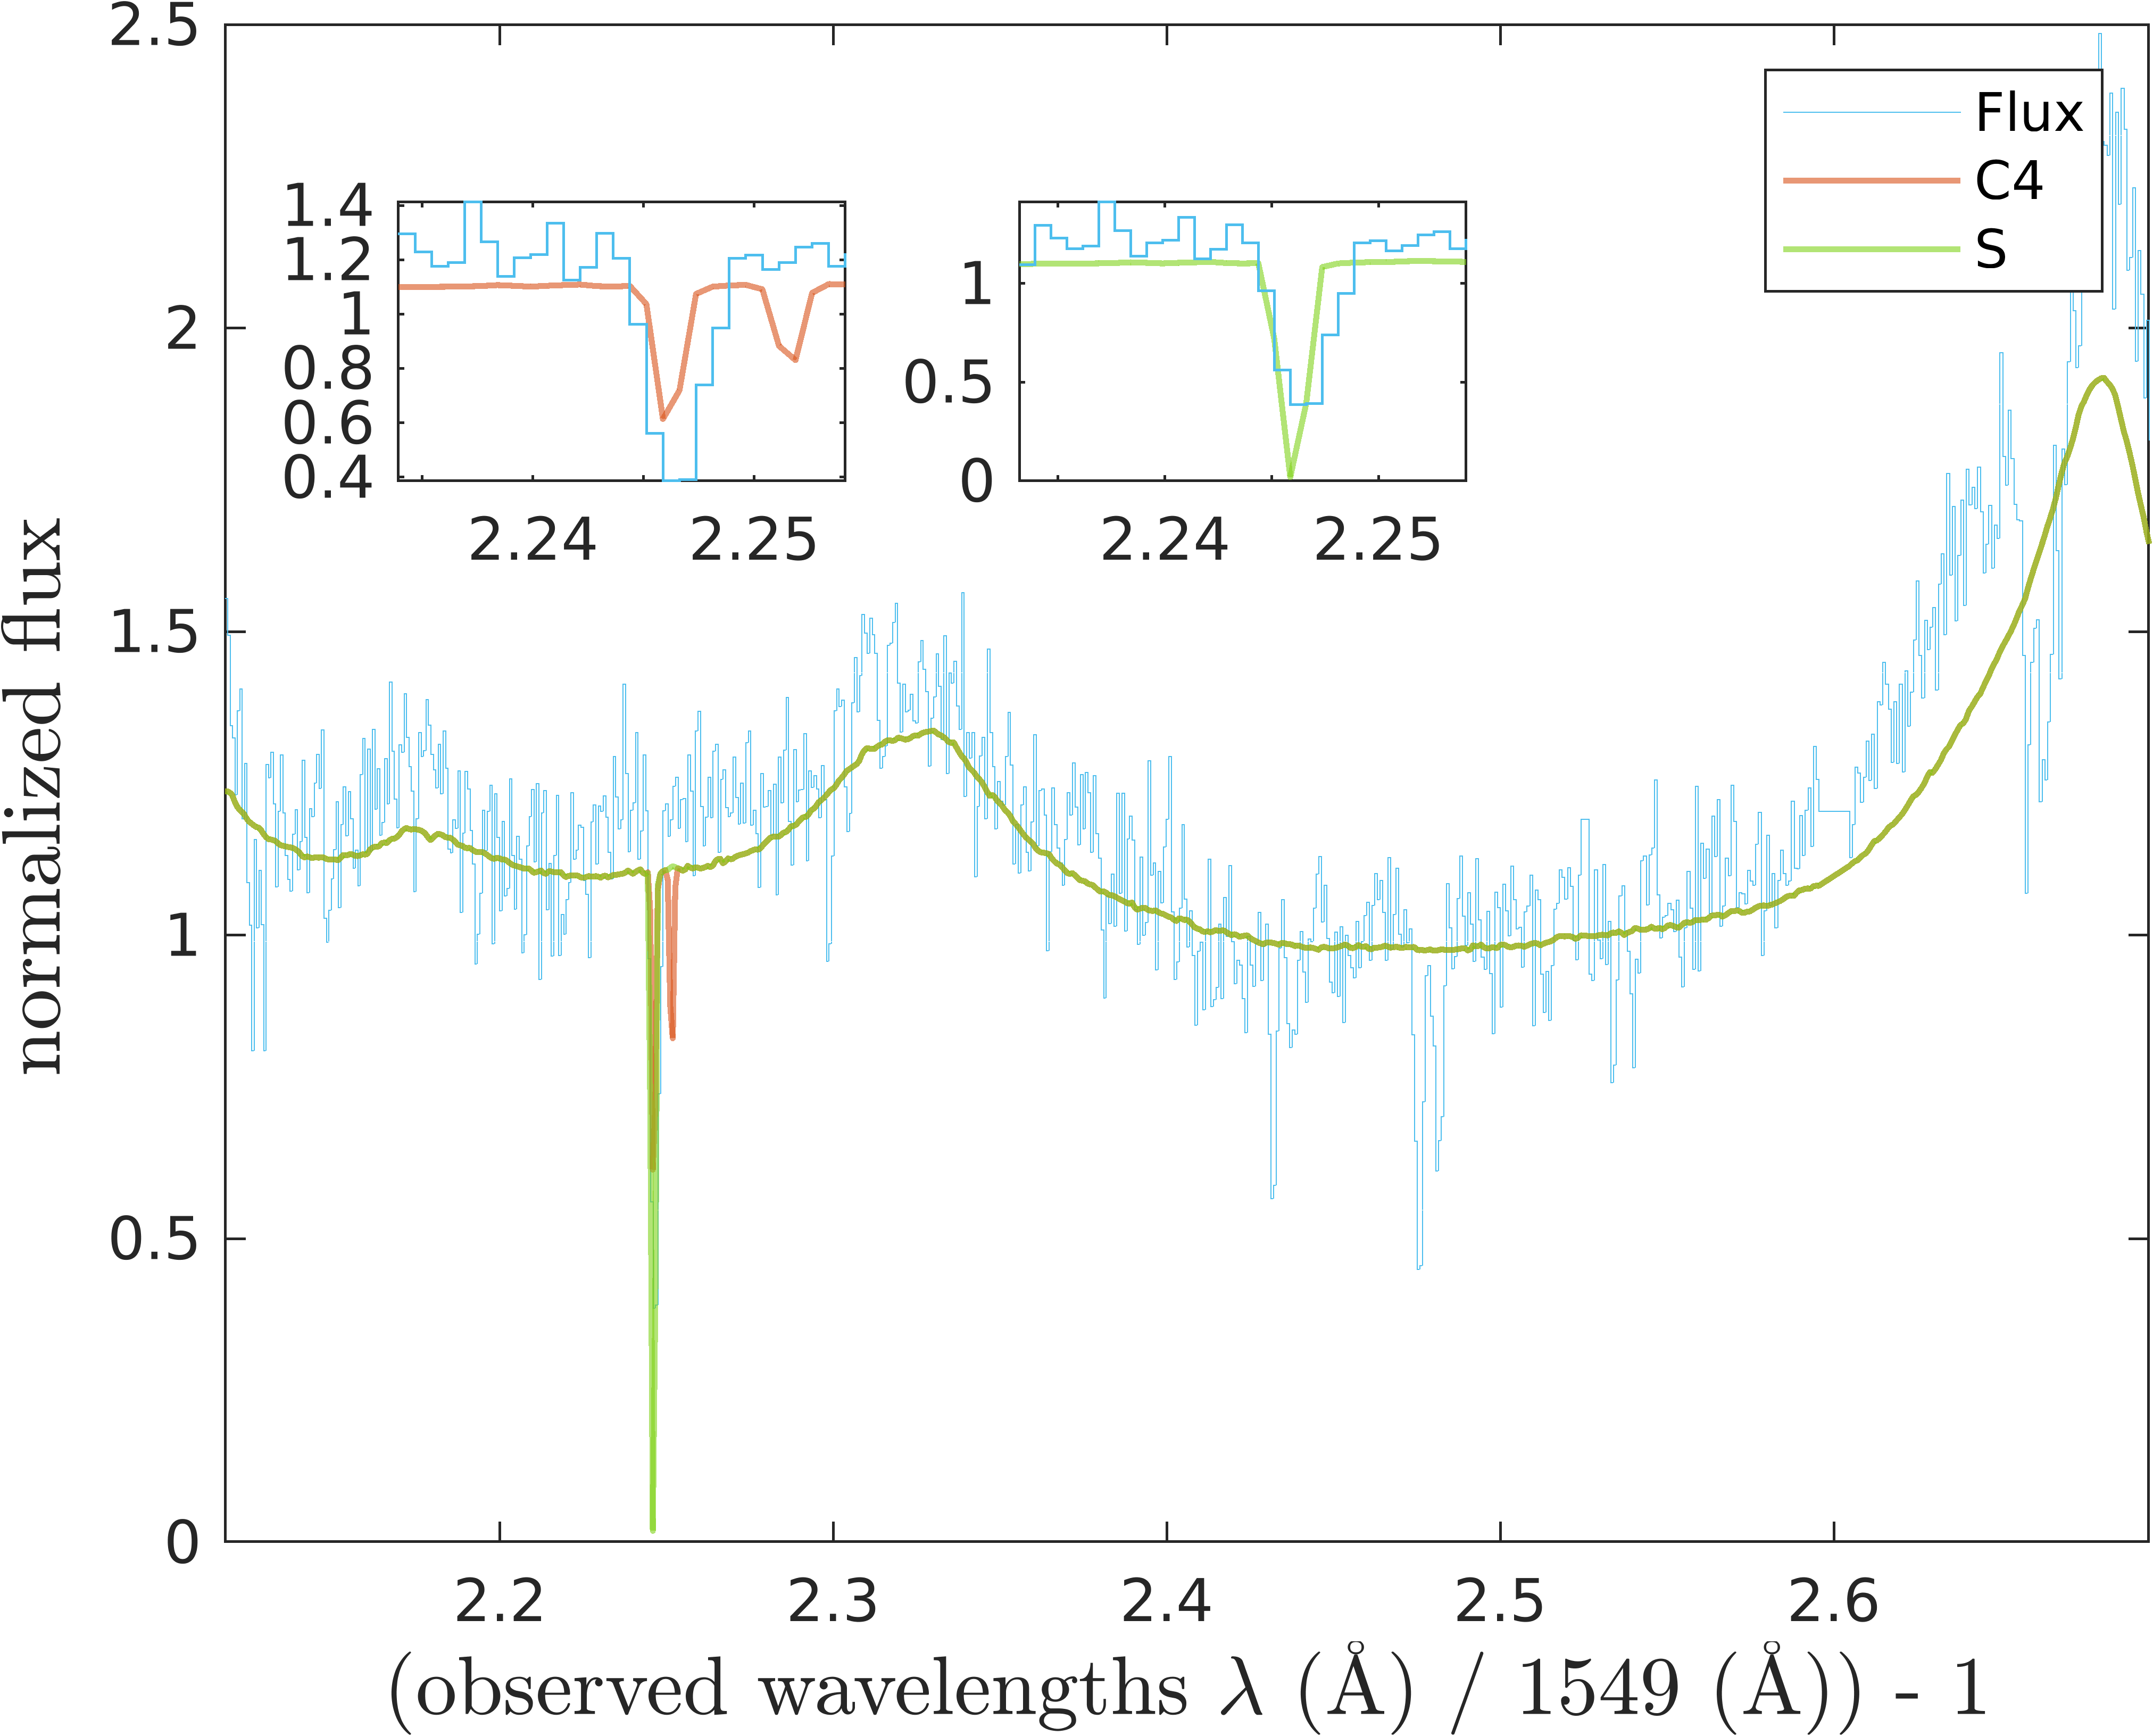 2.5
2
1.5
1
0.5
0
normalized flux
Flux
C4
S
1.4
1.2
1
0.8
0.6
0.4
2.24 2.25
1
0.5
0
2.24 2.25
2.2 2.3 2.4 2.5 2.6
(observed wavelengths λ (Å) / 1549 (Å)) - 1